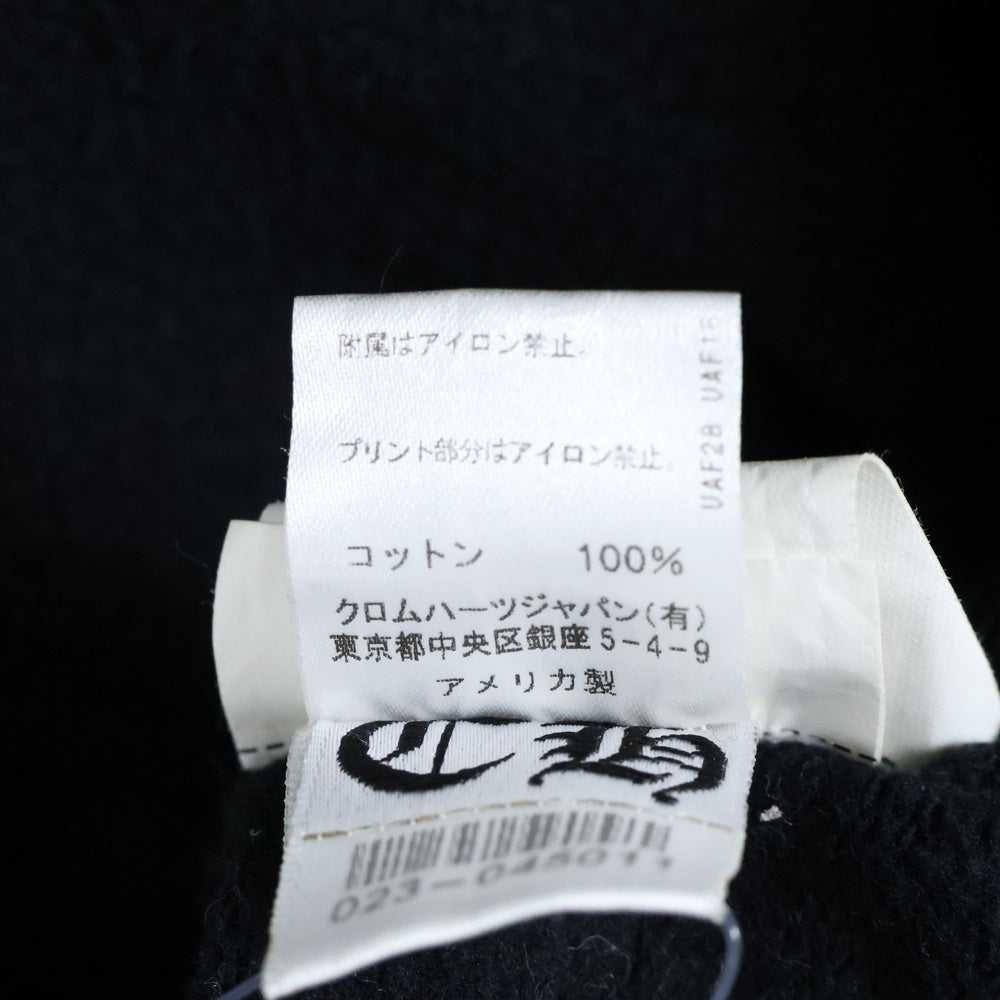 附属はアイロン禁止。
プリント部分はアイロン禁止。
コットン 100%
クロムハーツジャパン(有)
東京都中央区銀座5-4-9
アメリカ製
UAF28 UAF16
CH
023-045011